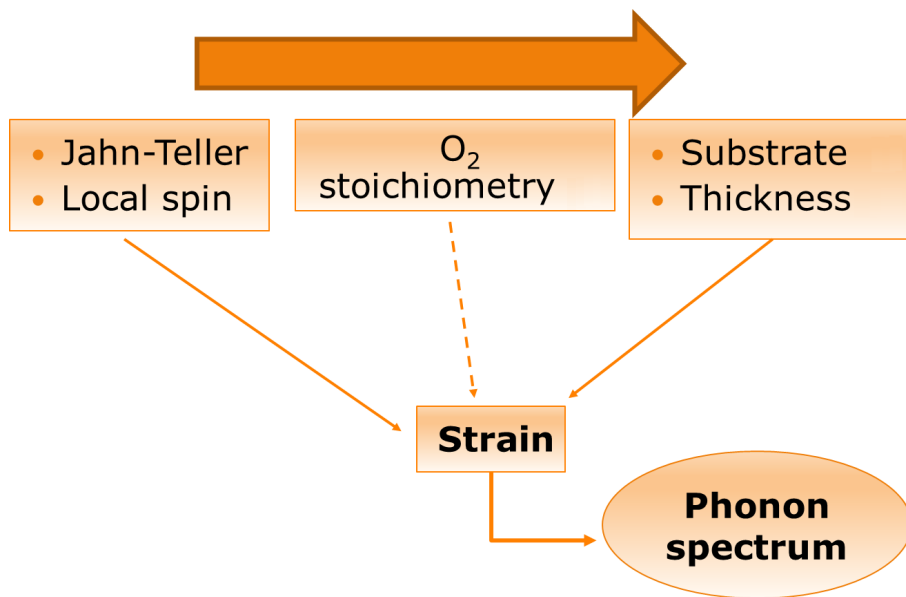 • Jahn-Teller
• Local spin
O₂
stoichiometry
• Substrate
• Thickness
Strain
Phonon
spectrum